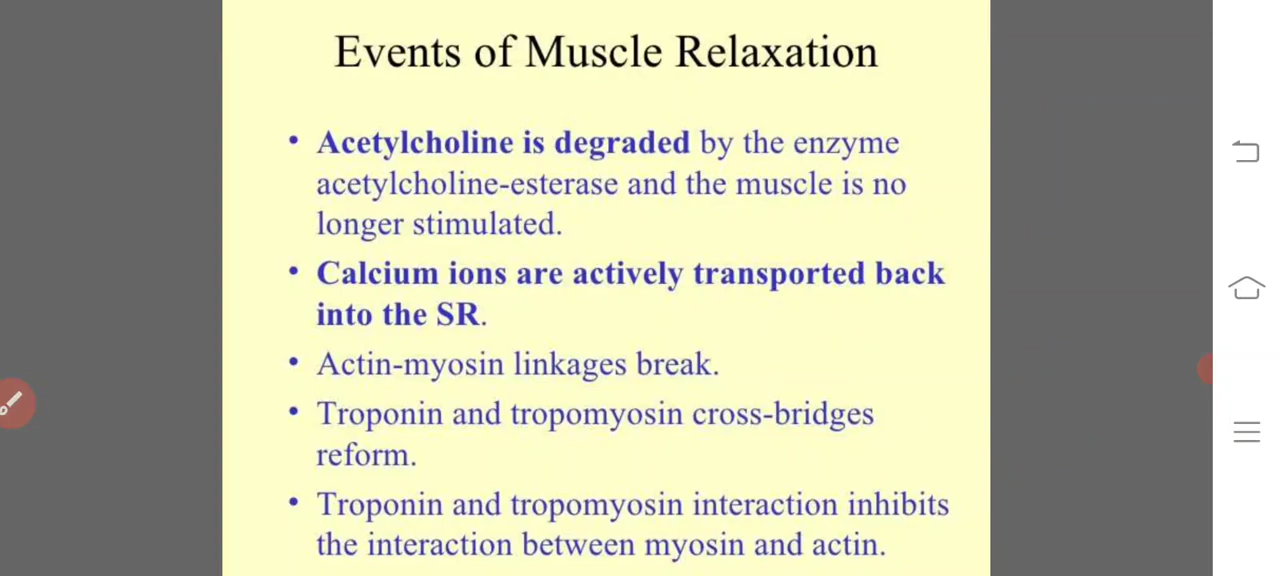 Events of Muscle Relaxation
• Acetylcholine is degraded by the enzyme
acetylcholine-esterase and the muscle is no
longer stimulated.
• Calcium ions are actively transported back
into the SR.
• Actin-myosin linkages break.
• Troponin and tropomyosin cross-bridges
reform.
• Troponin and tropomyosin interaction inhibits
the interaction between myosin and actin.